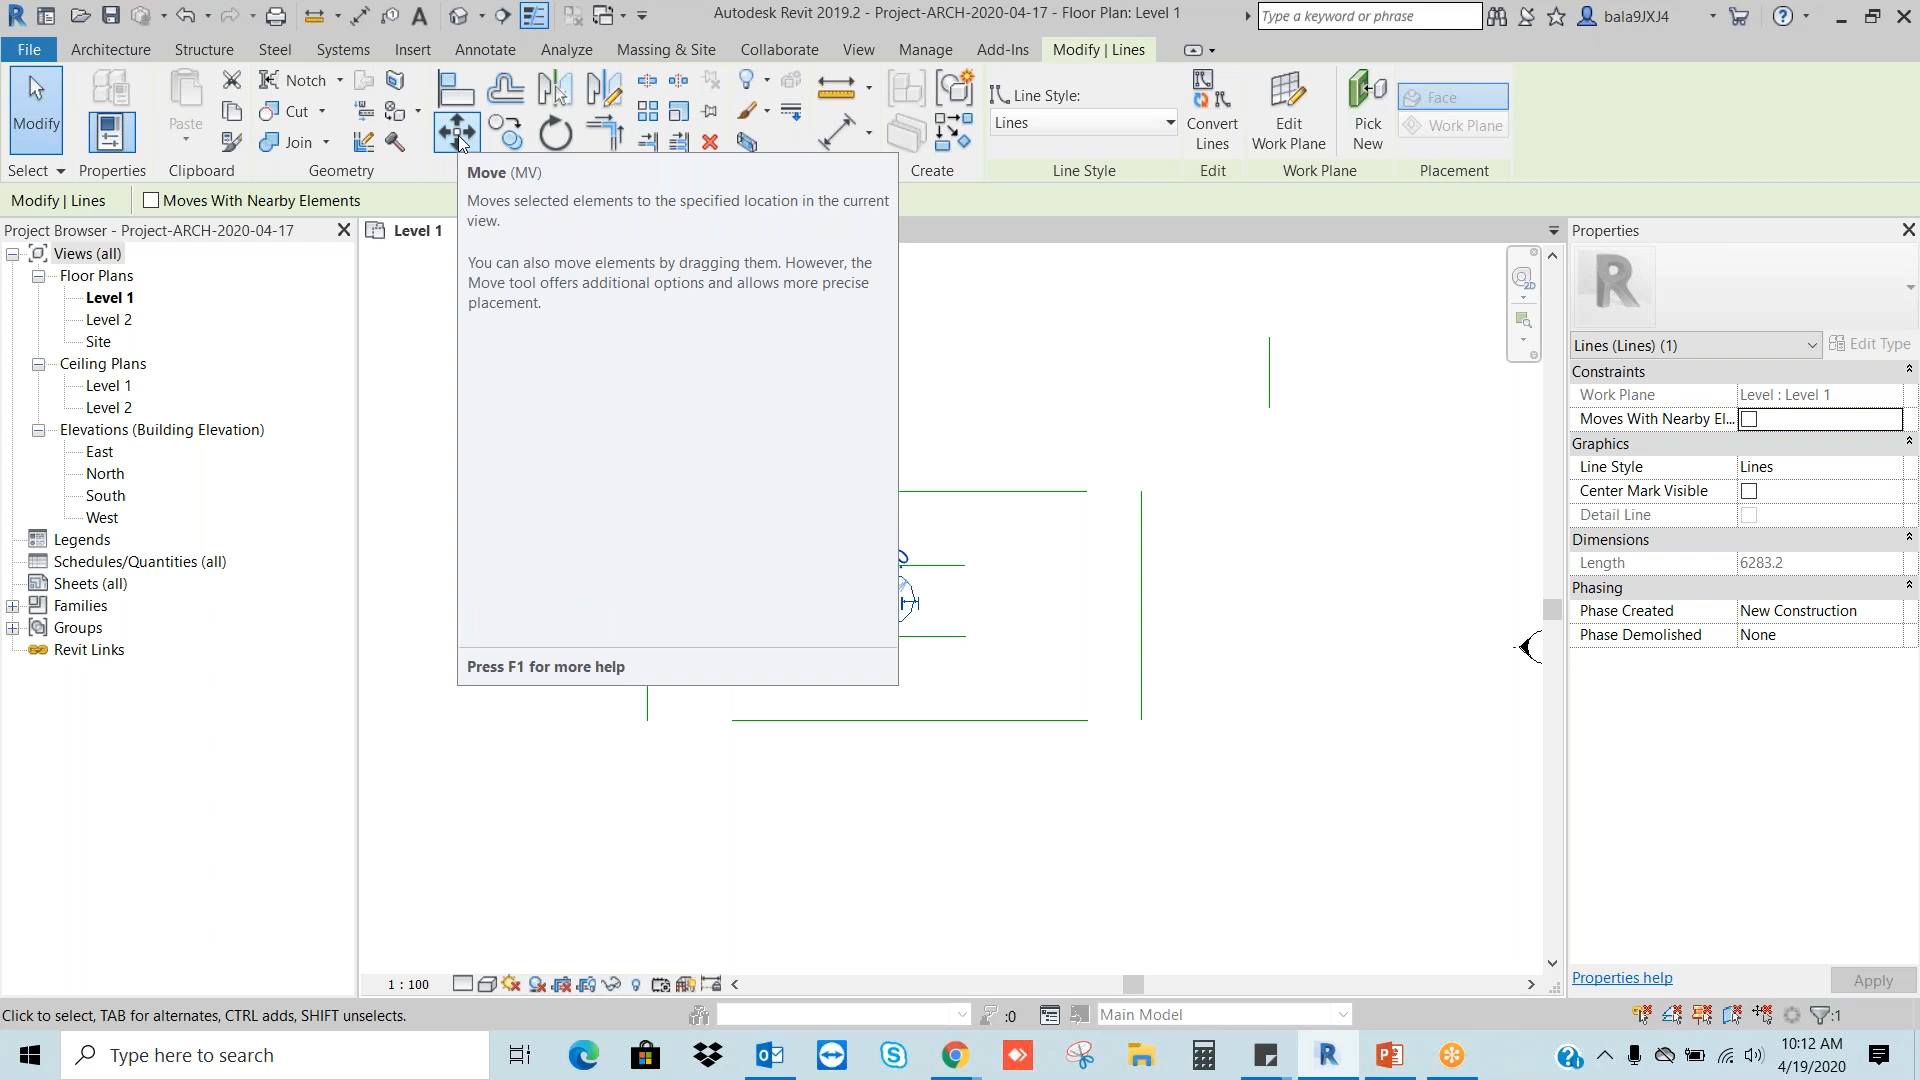 Autodesk Revit 2019.2 - Project-ARCH-2020-04-17 - Floor Plan: Level 1
Type a keyword or phrase
bala9JXJ4
File Architecture Structure Steel Systems Insert Annotate Analyze Massing & Site Collaborate View Manage Add-Ins Modify | Lines
Modify
Paste
Notch
Cut
Join
Line Style:
Lines
Convert Lines
Edit Work Plane
Pick New
Face
Work Plane
Select Properties Clipboard Geometry Create Line Style Edit Work Plane Placement
Modify | Lines Moves With Nearby Elements
Move (MV)
Moves selected elements to the specified location in the current
view.
You can also move elements by dragging them. However, the
Move tool offers additional options and allows more precise
placement.
Press F1 for more help
Project Browser - Project-ARCH-2020-04-17
Views (all)
Floor Plans
Level 1
Level 2
Site
Ceiling Plans
Level 1
Level 2
Elevations (Building Elevation)
East
North
South
West
Legends
Schedules/Quantities (all)
Sheets (all)
Families
Groups
Revit Links
Level 1
2D
Properties
R
Lines (Lines) (1) Edit Type
Constraints
Work Plane Level : Level 1
Moves With Nearby El...
Graphics
Line Style Lines
Center Mark Visible
Detail Line
Dimensions
Length 6283.2
Phasing
Phase Created New Construction
Phase Demolished None
Properties help Apply
1 : 100
Click to select, TAB for alternates, CTRL adds, SHIFT unselects.
:0 Main Model :1
Type here to search
10:12 AM
4/19/2020